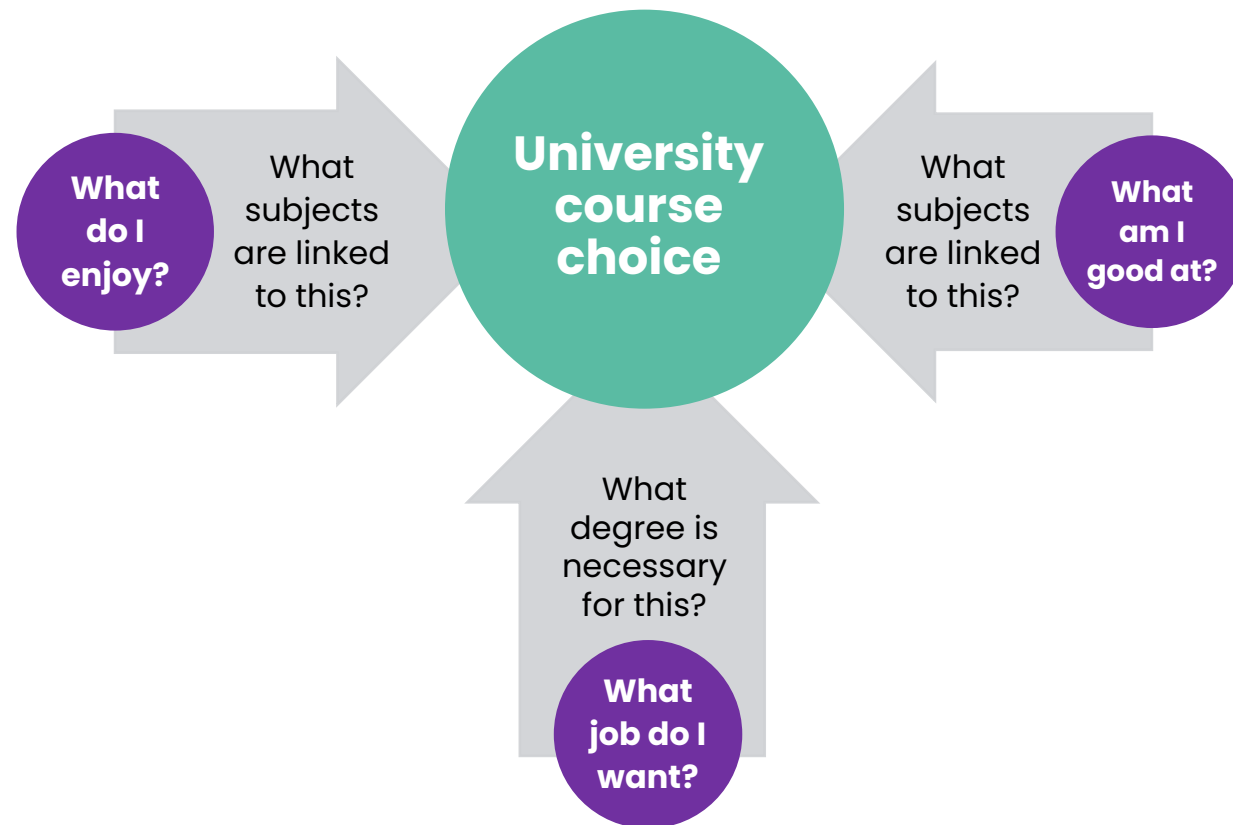 What
do I
enjoy?
What
subjects
are linked
to this?
University
course
choice
What
subjects
are linked
to this?
What
am I
good at?
What
degree is
necessary
for this?
What
job do I
want?